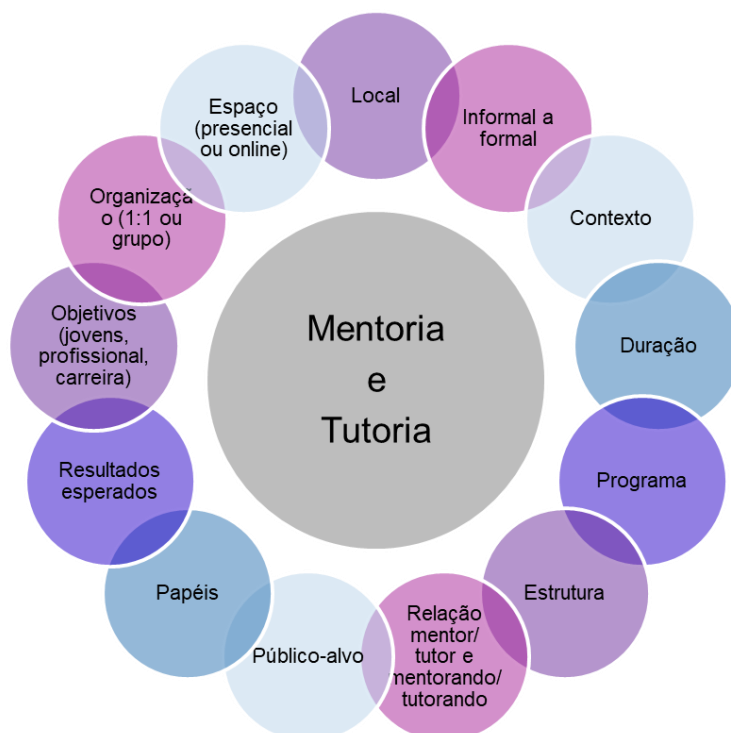 Local
Informal a
formal
Contexto
Duração
Programa
Estrutura
Relação
mentor/
tutor e
mentorando/
tutorando
Público-alvo
Papéis
Resultados
esperados
Objetivos
(jovens,
profissional,
carreira)
Organizaçã
o (1:1 ou
grupo)
Espaço
(presencial
ou online)
Mentoria
e
Tutoria